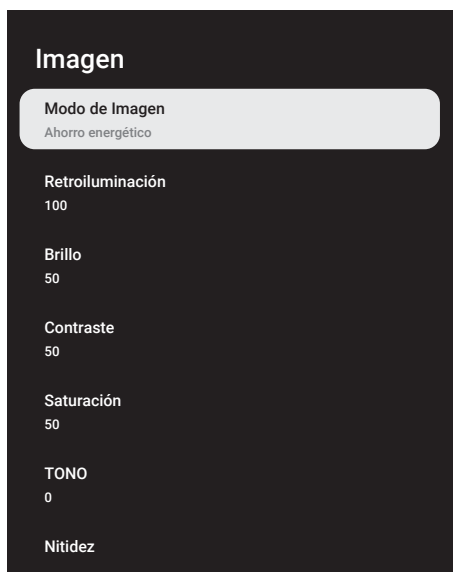 Imagen
Modo de Imagen
Ahorro energético
Retroiluminación
100
Brillo
50
Contraste
50
Saturación
50
TONO
0
Nitidez